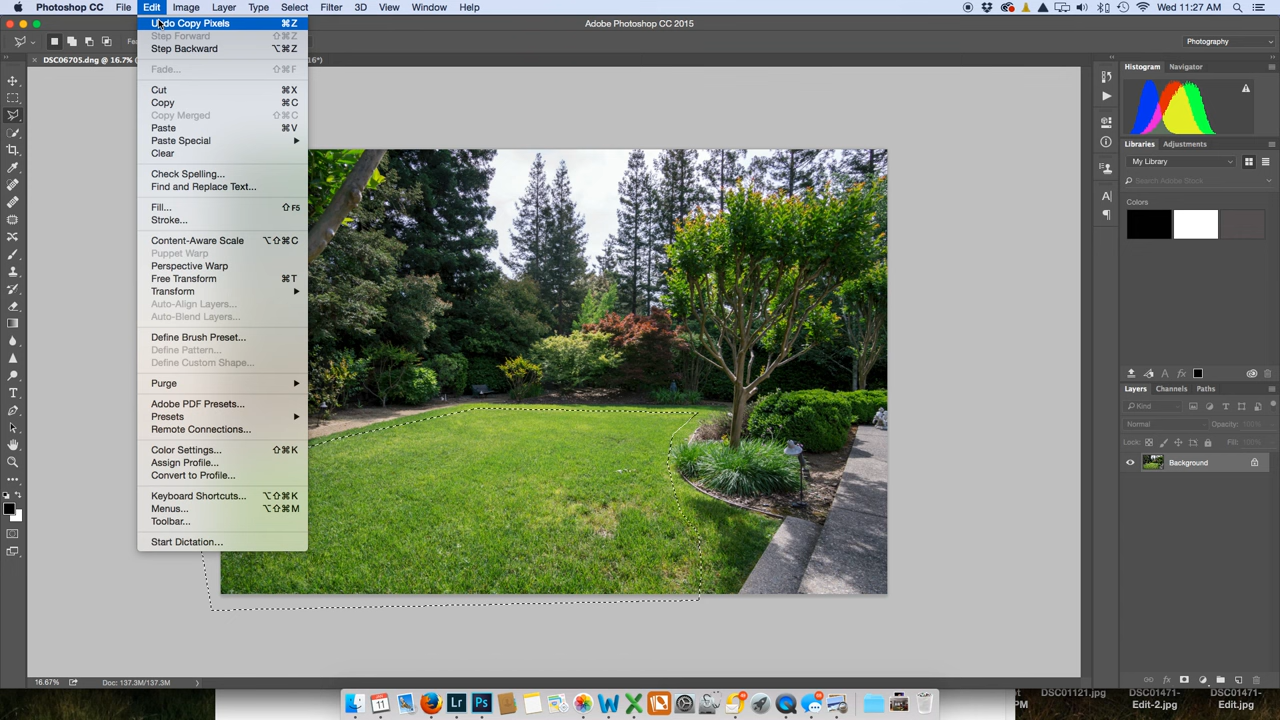 Photoshop CC File Edit Image Layer Type Select Filter 3D View Window Help Wed 11:27 AM
Adobe Photoshop CC 2015
Photography
DSC06705.dng @ 16.7%
Undo Copy Pixels ⌘Z
Step Forward ⇧⌘Z
Step Backward ⌥⌘Z
Fade... ⇧⌘F
Cut ⌘X
Copy ⌘C
Copy Merged ⇧⌘C
Paste ⌘V
Paste Special
Clear
Check Spelling...
Find and Replace Text...
Fill... ⇧F5
Stroke...
Content-Aware Scale ⌥⇧⌘C
Puppet Warp
Perspective Warp
Free Transform ⌘T
Transform
Auto-Align Layers...
Auto-Blend Layers...
Define Brush Preset...
Define Pattern...
Define Custom Shape...
Purge
Adobe PDF Presets...
Presets
Remote Connections...
Color Settings... ⇧⌘K
Assign Profile...
Convert to Profile...
Keyboard Shortcuts... ⌥⇧⌘K
Menus... ⌥⇧⌘M
Toolbar...
Start Dictation...
Histogram Navigator
Libraries Adjustments
My Library
Search Adobe Stock
Colors
Layers Channels Paths
Kind
Normal Opacity: 100%
Lock: Fill: 100%
Background
16.67% Doc: 137.3M/137.3M
PM
DSC01121.jpg
DSC01471-
Edit-2.jpg
DSC01471-
Edit.jpg